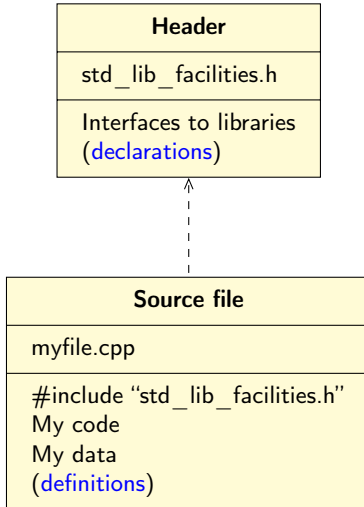 Header
std_lib_facilities.h
Interfaces to libraries
(declarations)
Source file
myfile.cpp
#include “std_lib_facilities.h”
My code
My data
(definitions)